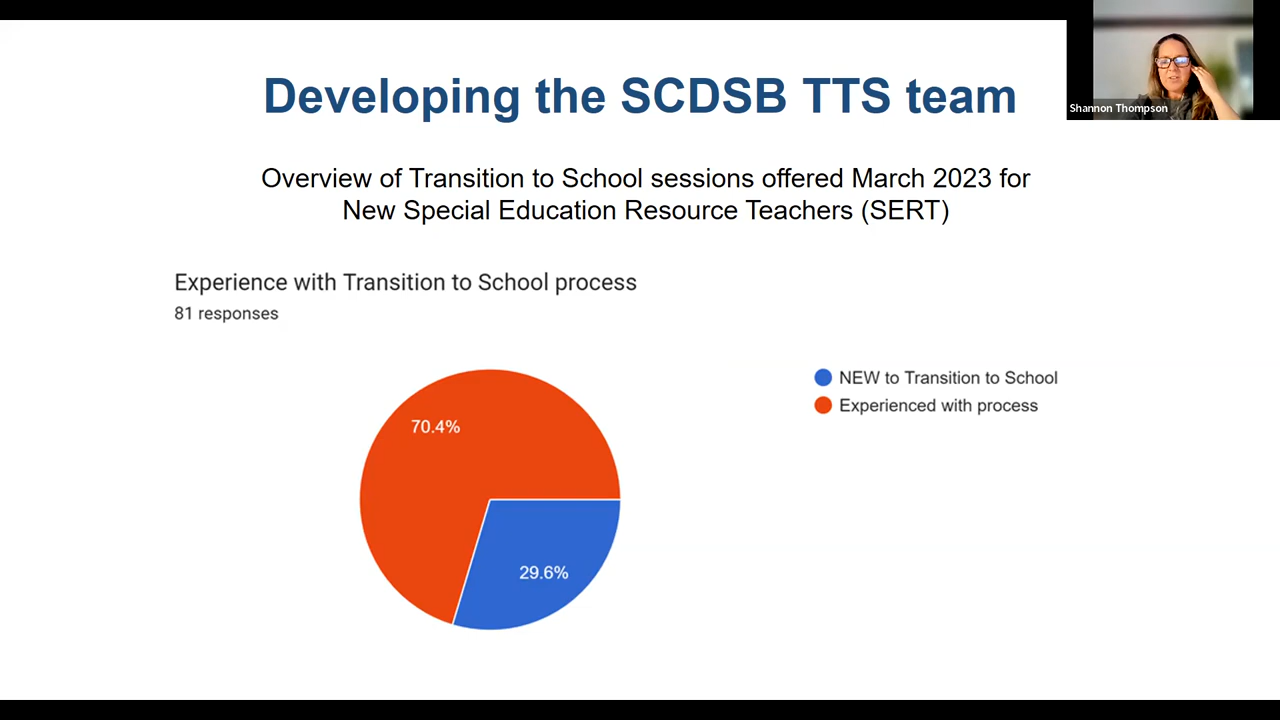 Developing the SCDSB TTS team
Shannon Thompson
Overview of Transition to School sessions offered March 2023 for
New Special Education Resource Teachers (SERT)
Experience with Transition to School process
81 responses
NEW to Transition to School
Experienced with process
70.4%
29.6%